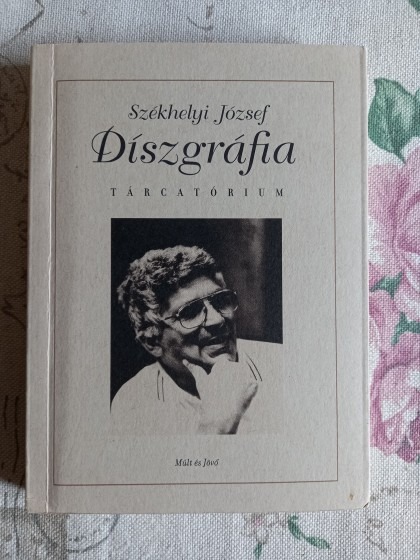 Székhelyi József
Díszgráfia
TÁRCATÓRIUM
Múlt és Jövő